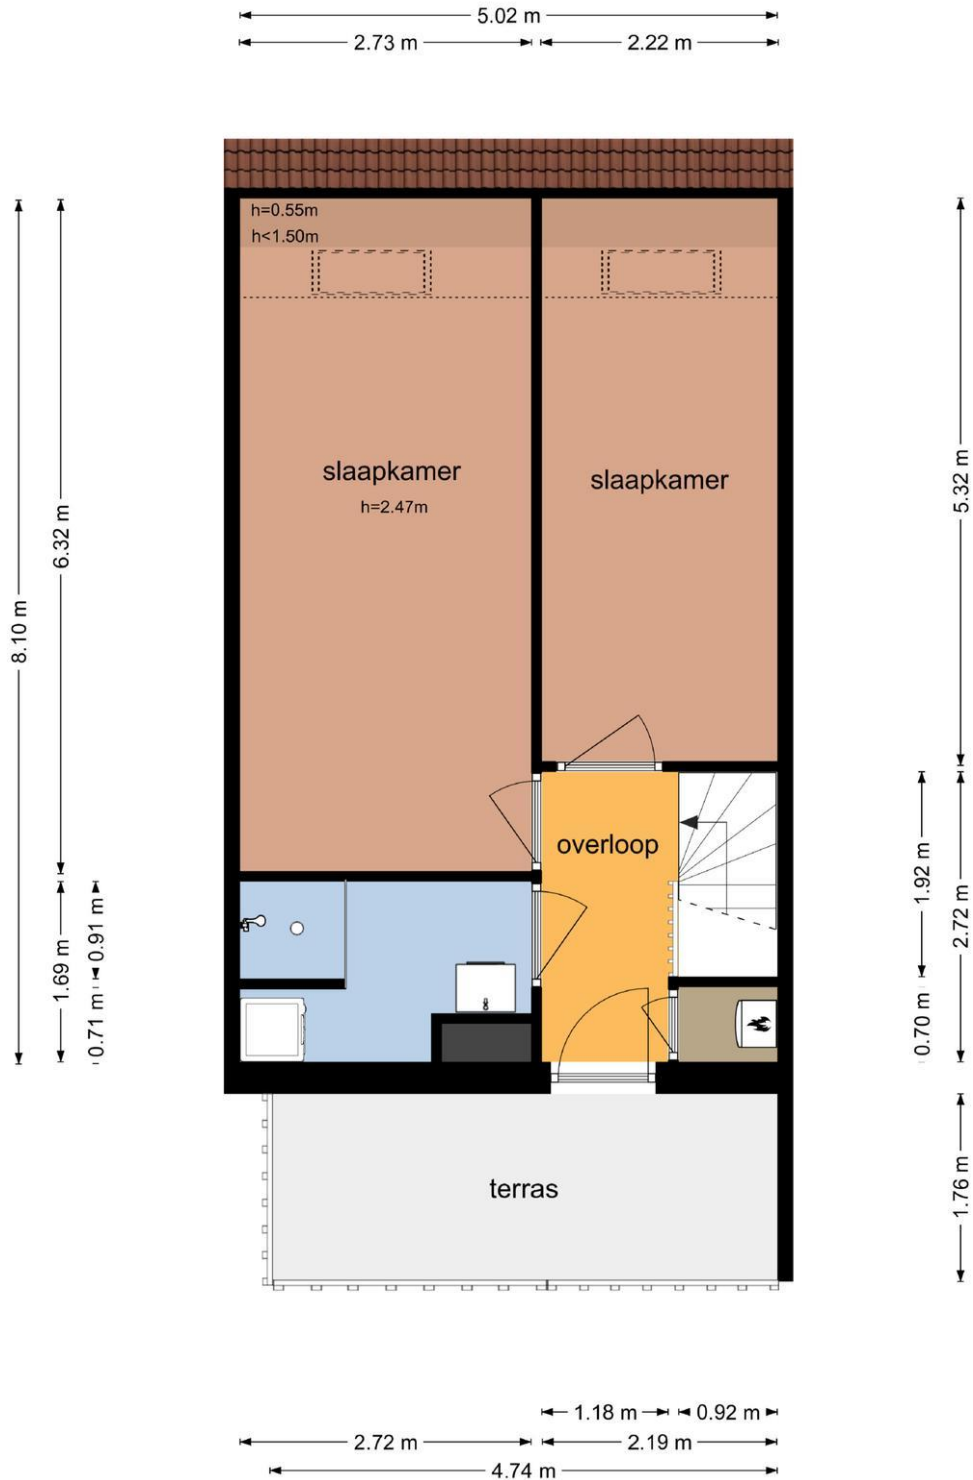 5.02 m
2.73 m
2.22 m
h=0.55m
h<1.50m
slaapkamer
h=2.47m
slaapkamer
8.10 m
6.32 m
5.32 m
overloop
1.69 m
0.91 m
0.71 m
1.92 m
2.72 m
0.70 m
terras
1.76 m
1.18 m
0.92 m
2.72 m
2.19 m
4.74 m